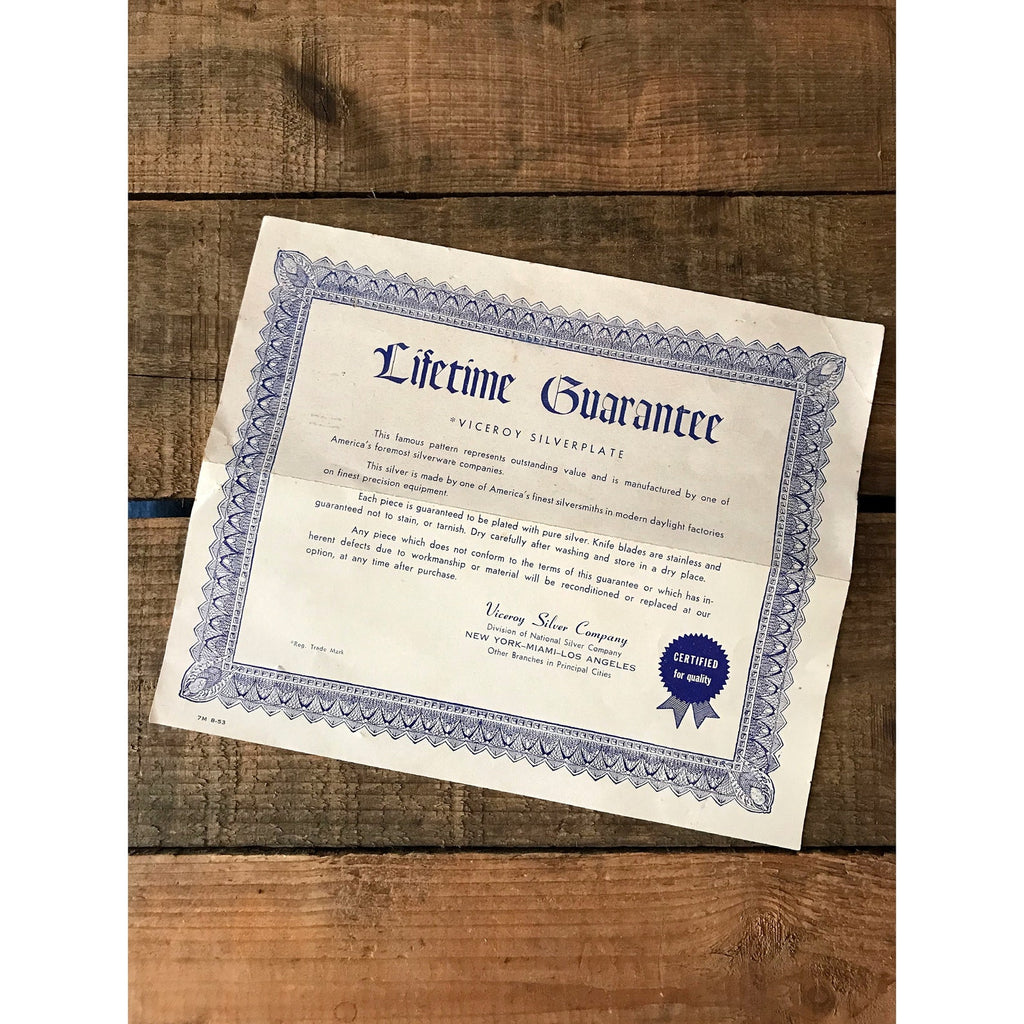 Lifetime Guarantee
*VICEROY SILVERPLATE
This famous pattern represents outstanding value and is manufactured by one of
America's foremost silverware companies.
This silver is made by one of America's finest silversmiths in modern daylight factories
on finest precision equipment.
Each piece is guaranteed to be plated with pure silver. Knife blades are stainless and
guaranteed not to stain, or tarnish. Dry carefully after washing and store in a dry place.
Any piece which does not conform to the terms of this guarantee or which has in-
herent defects due to workmanship or material will be reconditioned or replaced at our
option, at any time after purchase.
Viceroy Silver Company
Division of National Silver Company
NEW YORK-MIAMI-LOS ANGELES
Other Branches in Principal Cities
*Reg. Trade Mark
CERTIFIED
for quality
7M 8-53